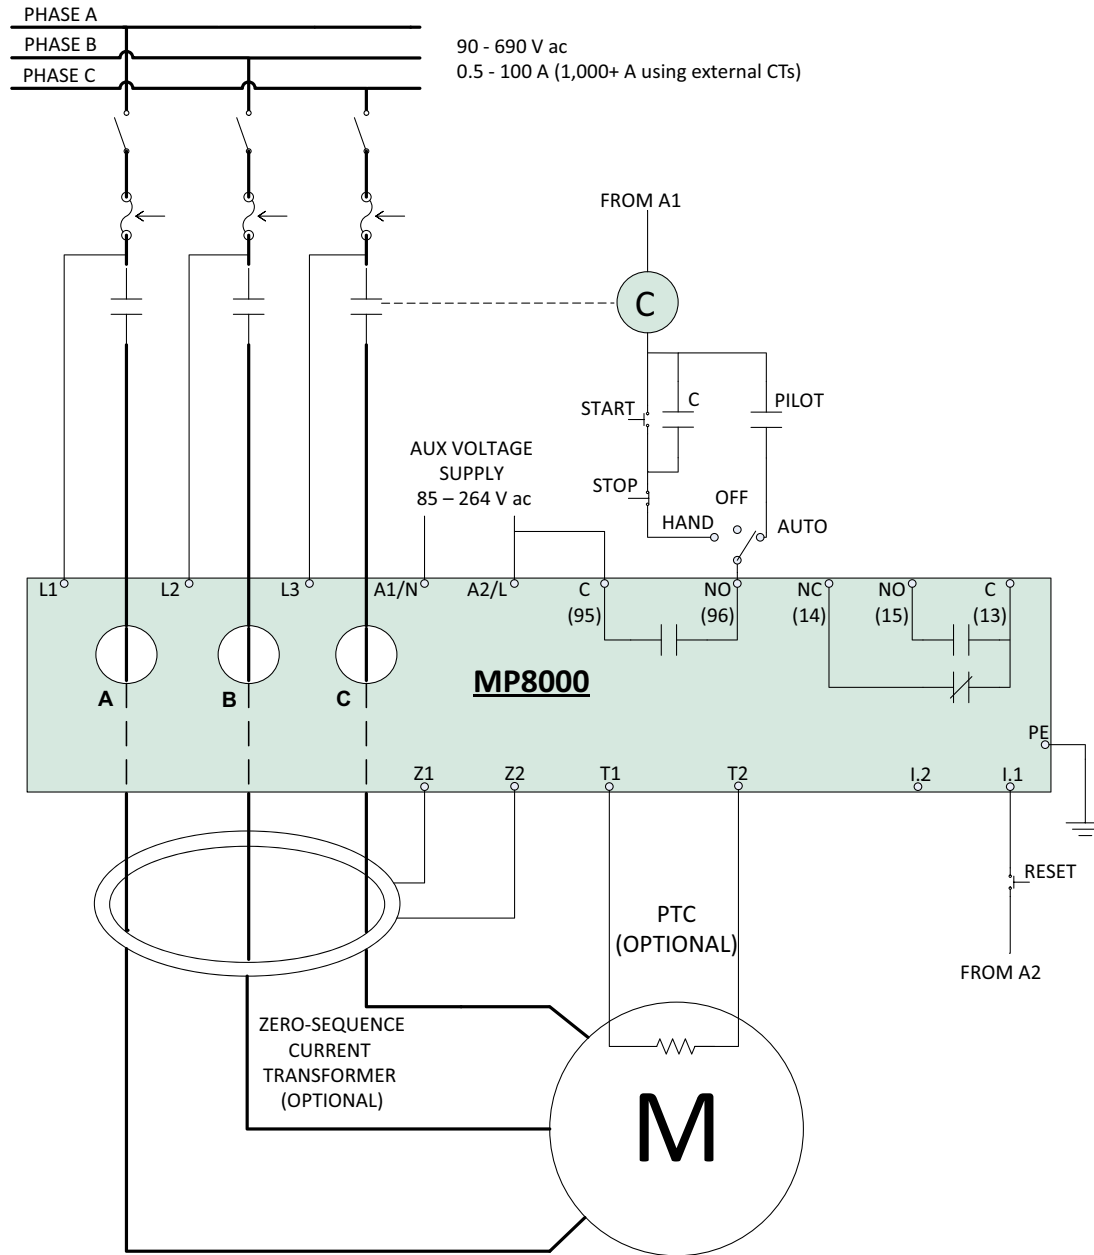 PHASE A
PHASE B
PHASE C
90 - 690 V ac
0.5 - 100 A (1,000+ A using external CTs)
FROM A1
C
START
C
PILOT
AUX VOLTAGE
SUPPLY
85 – 264 V ac
STOP
OFF
HAND
AUTO
L1
L2
L3
A1/N
A2/L
C
(95)
NO
(96)
NC
(14)
NO
(15)
C
(13)
A
B
C
MP8000
PE
Z1
Z2
T1
T2
I.2
I.1
RESET
PTC
(OPTIONAL)
FROM A2
ZERO-SEQUENCE
CURRENT
TRANSFORMER
(OPTIONAL)
M